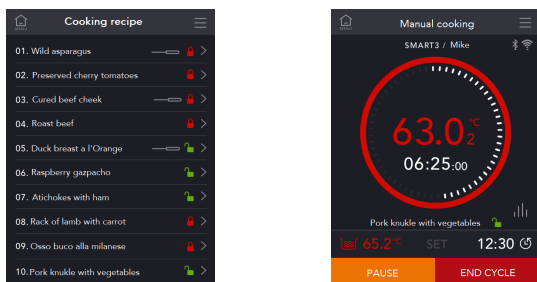 Cooking recipe
MENU
01. Wild asparagus
02. Preserved cherry tomatoes
03. Cured beef cheek
04. Roast beef
05. Duck breast a l'Orange
06. Raspberry gazpacho
07. Atichokes with ham
08. Rack of lamb with carrot
09. Osso buco alla milanese
10.Pork knukle with vegetables
Manual cooking
MENU
SMART3 / Mike
63.02°C
06:25:00
Pork knukle with vegetables
65.2°C SET 12:30
PAUSE END CYCLE